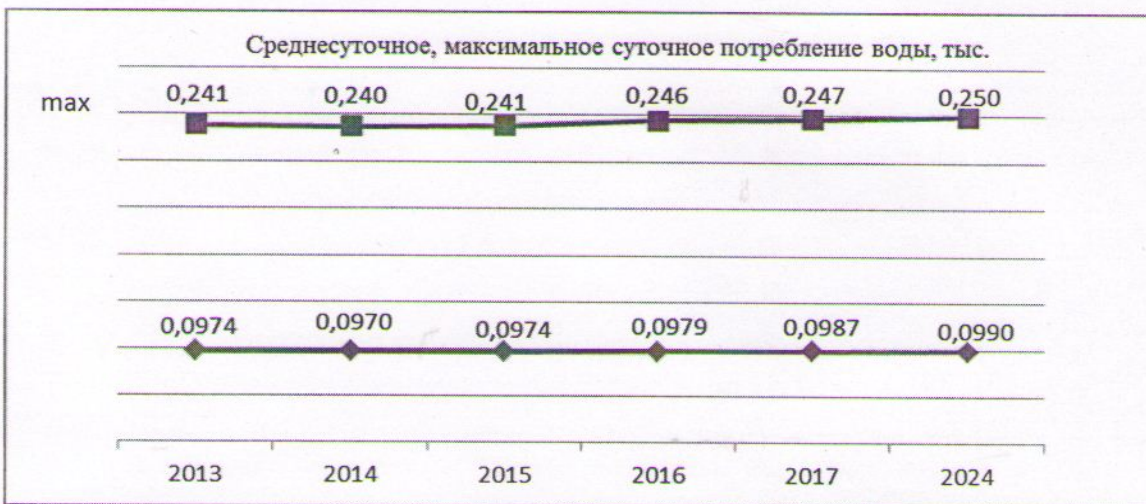 Среднесуточное, максимальное суточное потребление воды, тыс.
max
0,241 0,240 0,241 0,246 0,247 0,250
0,0974 0,0970 0,0974 0,0979 0,0987 0,0990
2013 2014 2015 2016 2017 2024